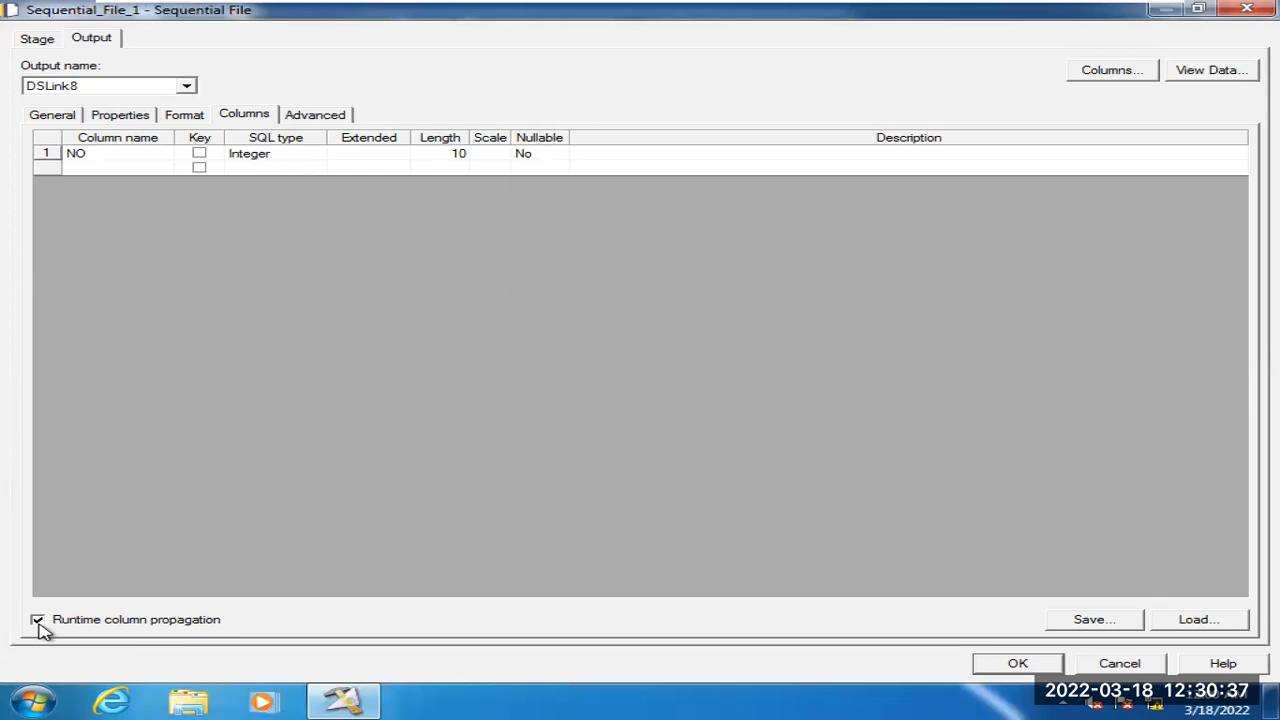 Sequential_File_1 - Sequential File
Stage
Output
Output name:
DSLink8
Columns...
View Data...
General
Properties
Format
Columns
Advanced
Column name Key SQL type Extended Length Scale Nullable Description
1 NO Integer 10 No
Runtime column propagation
Save...
Load...
OK
Cancel
Help
2022-03-18 12:30:37
3/18/2022